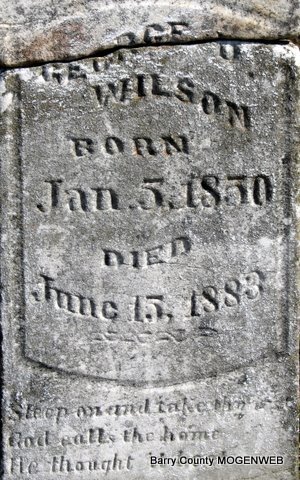 GEORGE
WILSON
BORN
Jan. 5, 1850
DIED
June 15, 1883
Sleep on and take thy
God calls the home
He thought
Barry County MOGENWEB